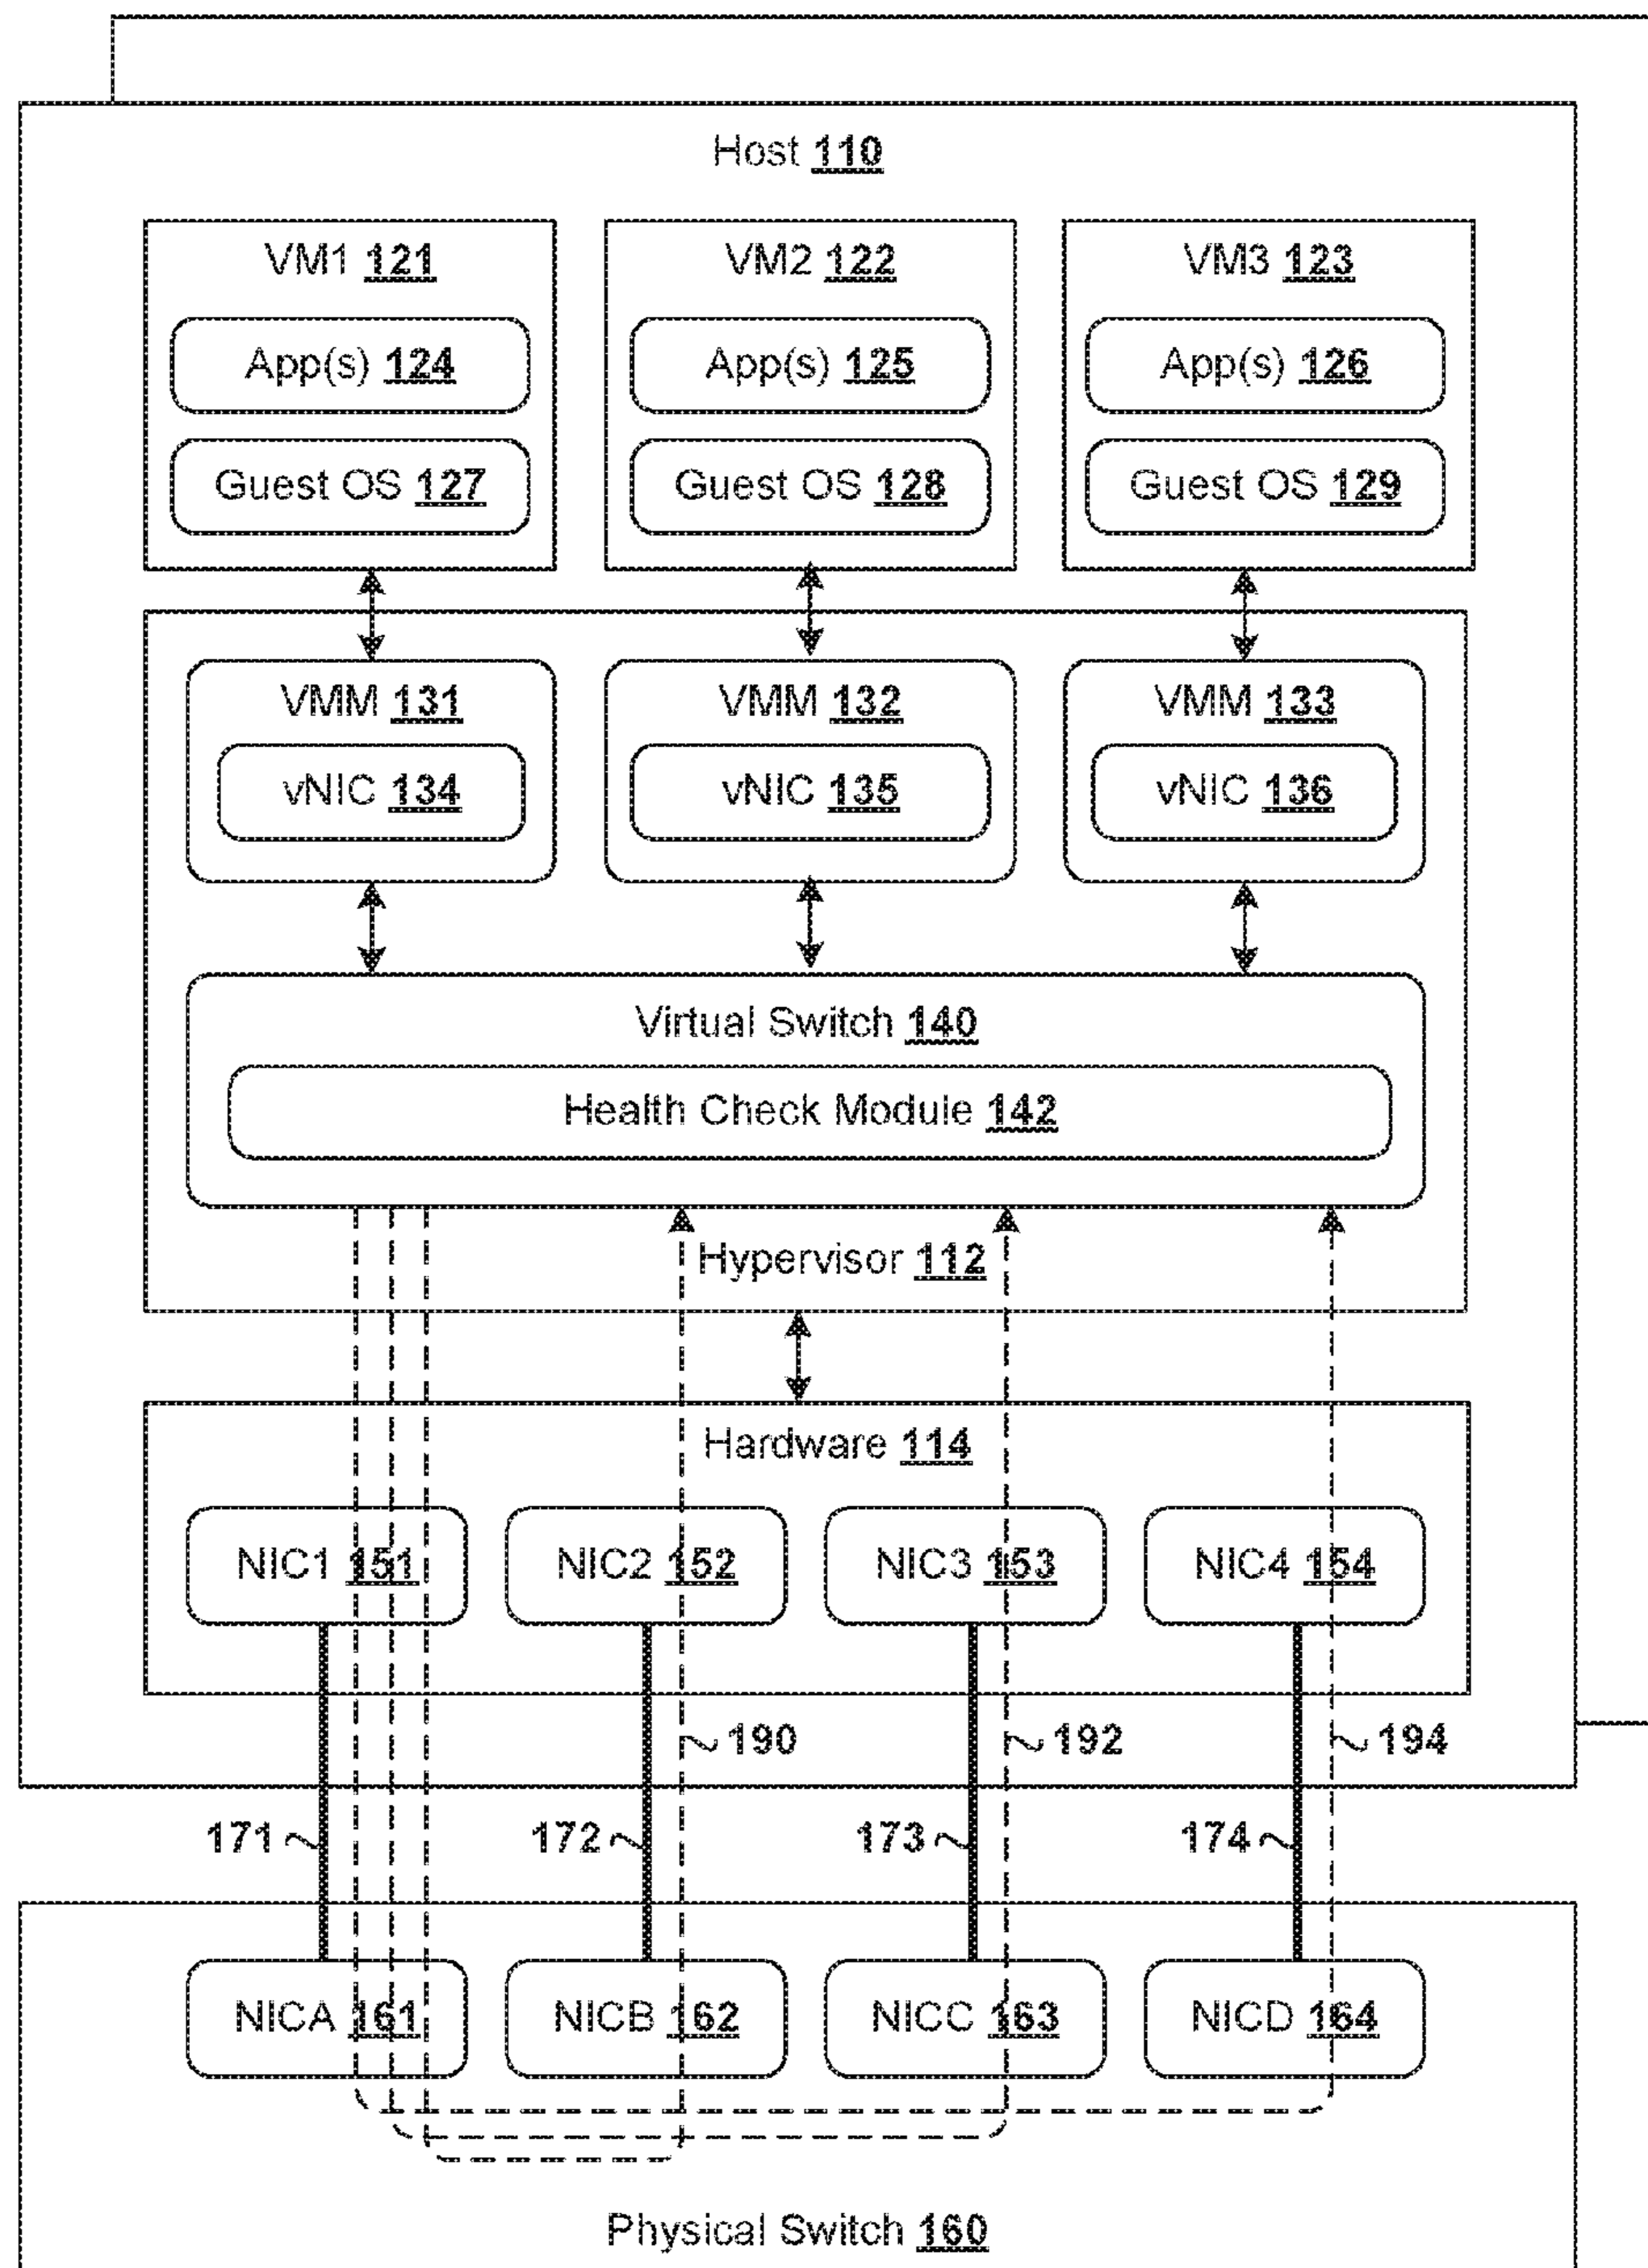 Host 110
VM1 121 VM2 122 VM3 123
App(s) 124 App(s) 125 App(s) 126
Guest OS 127 Guest OS 128 Guest OS 129
VMM 131 VMM 132 VMM 133
vNIC 134 vNIC 135 vNIC 136
Virtual Switch 140
Health Check Module 142
Hypervisor 112
Hardware 114
NIC1 151 NIC2 152 NIC3 153 NIC4 154
190 192 194
171 172 173 174
NICA 161 NICB 162 NICC 163 NICD 164
Physical Switch 160